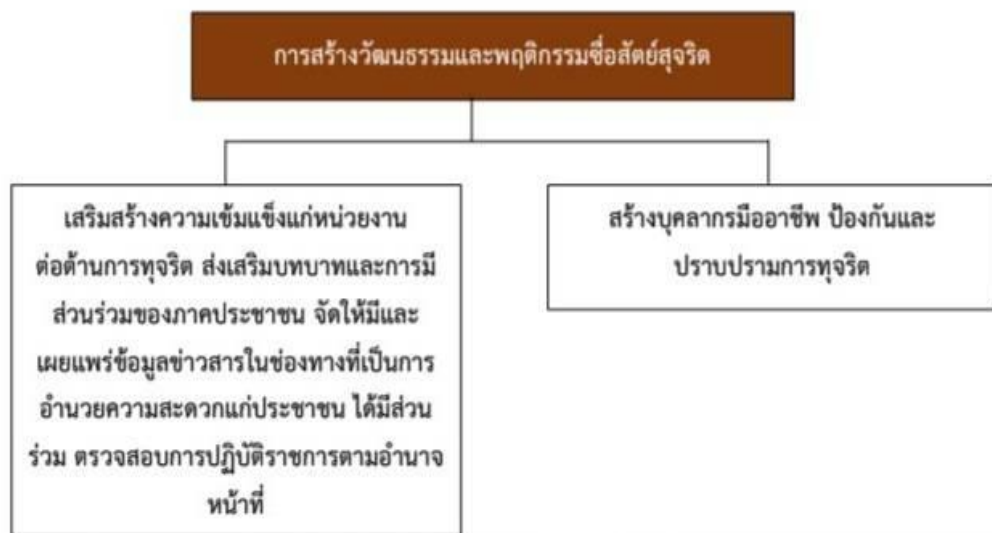 การสร้างวัฒนธรรมและพฤติกรรมซื่อสัตย์สุจริต
เสริมสร้างความเข้มแข็งแก่หน่วยงาน
ต่อต้านการทุจริต ส่งเสริมบทบาทและการมี
ส่วนร่วมของภาคประชาชน จัดให้มีและ
เผยแพร่ข้อมูลข่าวสารในช่องทางที่เป็นการ
อำนวยความสะดวกแก่ประชาชน ได้มีส่วน
ร่วม ตรวจสอบการปฏิบัติราชการตามอำนาจ
หน้าที่
สร้างบุคลากรมืออาชีพ ป้องกันและ
ปราบปรามการทุจริต